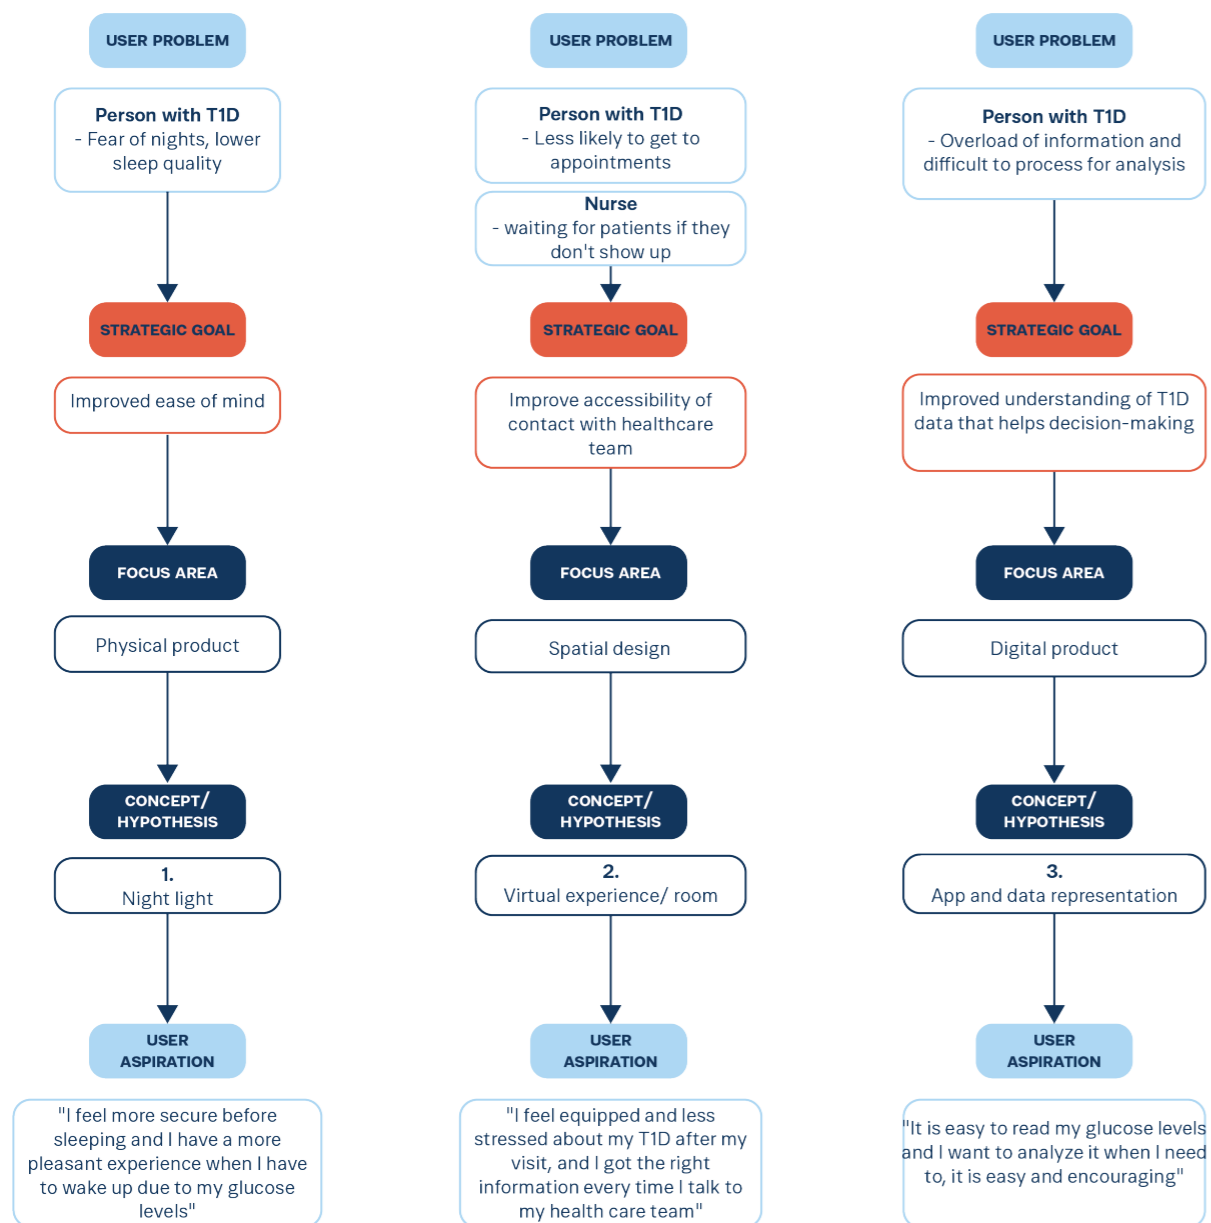 USER PROBLEM
Person with T1D
- Fear of nights, lower
sleep quality
STRATEGIC GOAL
Improved ease of mind
FOCUS AREA
Physical product
CONCEPT/
HYPOTHESIS
1.
Night light
USER
ASPIRATION
"I feel more secure before
sleeping and I have a more
pleasant experience when I have
to wake up due to my glucose
levels"
USER PROBLEM
Person with T1D
- Less likely to get to
appointments
Nurse
- waiting for patients if they
don't show up
STRATEGIC GOAL
Improve accessibility of
contact with healthcare
team
FOCUS AREA
Spatial design
CONCEPT/
HYPOTHESIS
2.
Virtual experience/ room
USER
ASPIRATION
"I feel equipped and less
stressed about my T1D after my
visit, and I got the right
information every time I talk to
my health care team"
USER PROBLEM
Person with T1D
- Overload of information and
difficult to process for analysis
STRATEGIC GOAL
Improved understanding of T1D
data that helps decision-making
FOCUS AREA
Digital product
CONCEPT/
HYPOTHESIS
3.
App and data representation
USER
ASPIRATION
"It is easy to read my glucose levels
and I want to analyze it when I need
to, it is easy and encouraging"